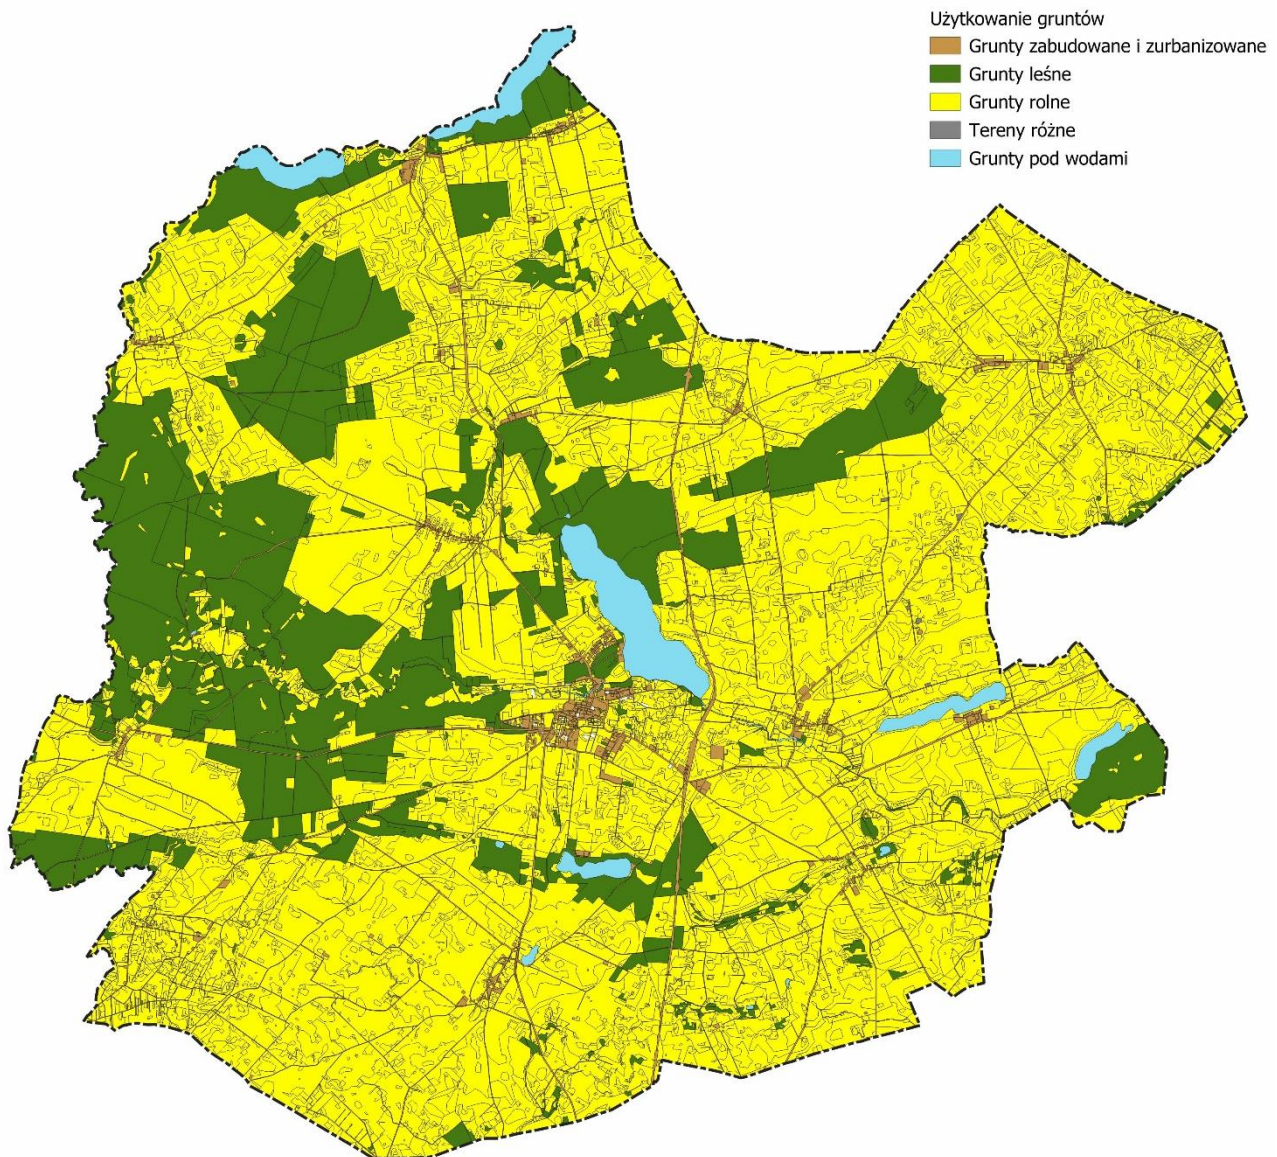 Użytkowanie gruntów
Grunty zabudowane i zurbanizowane
Grunty leśne
Grunty rolne
Tereny różne
Grunty pod wodami